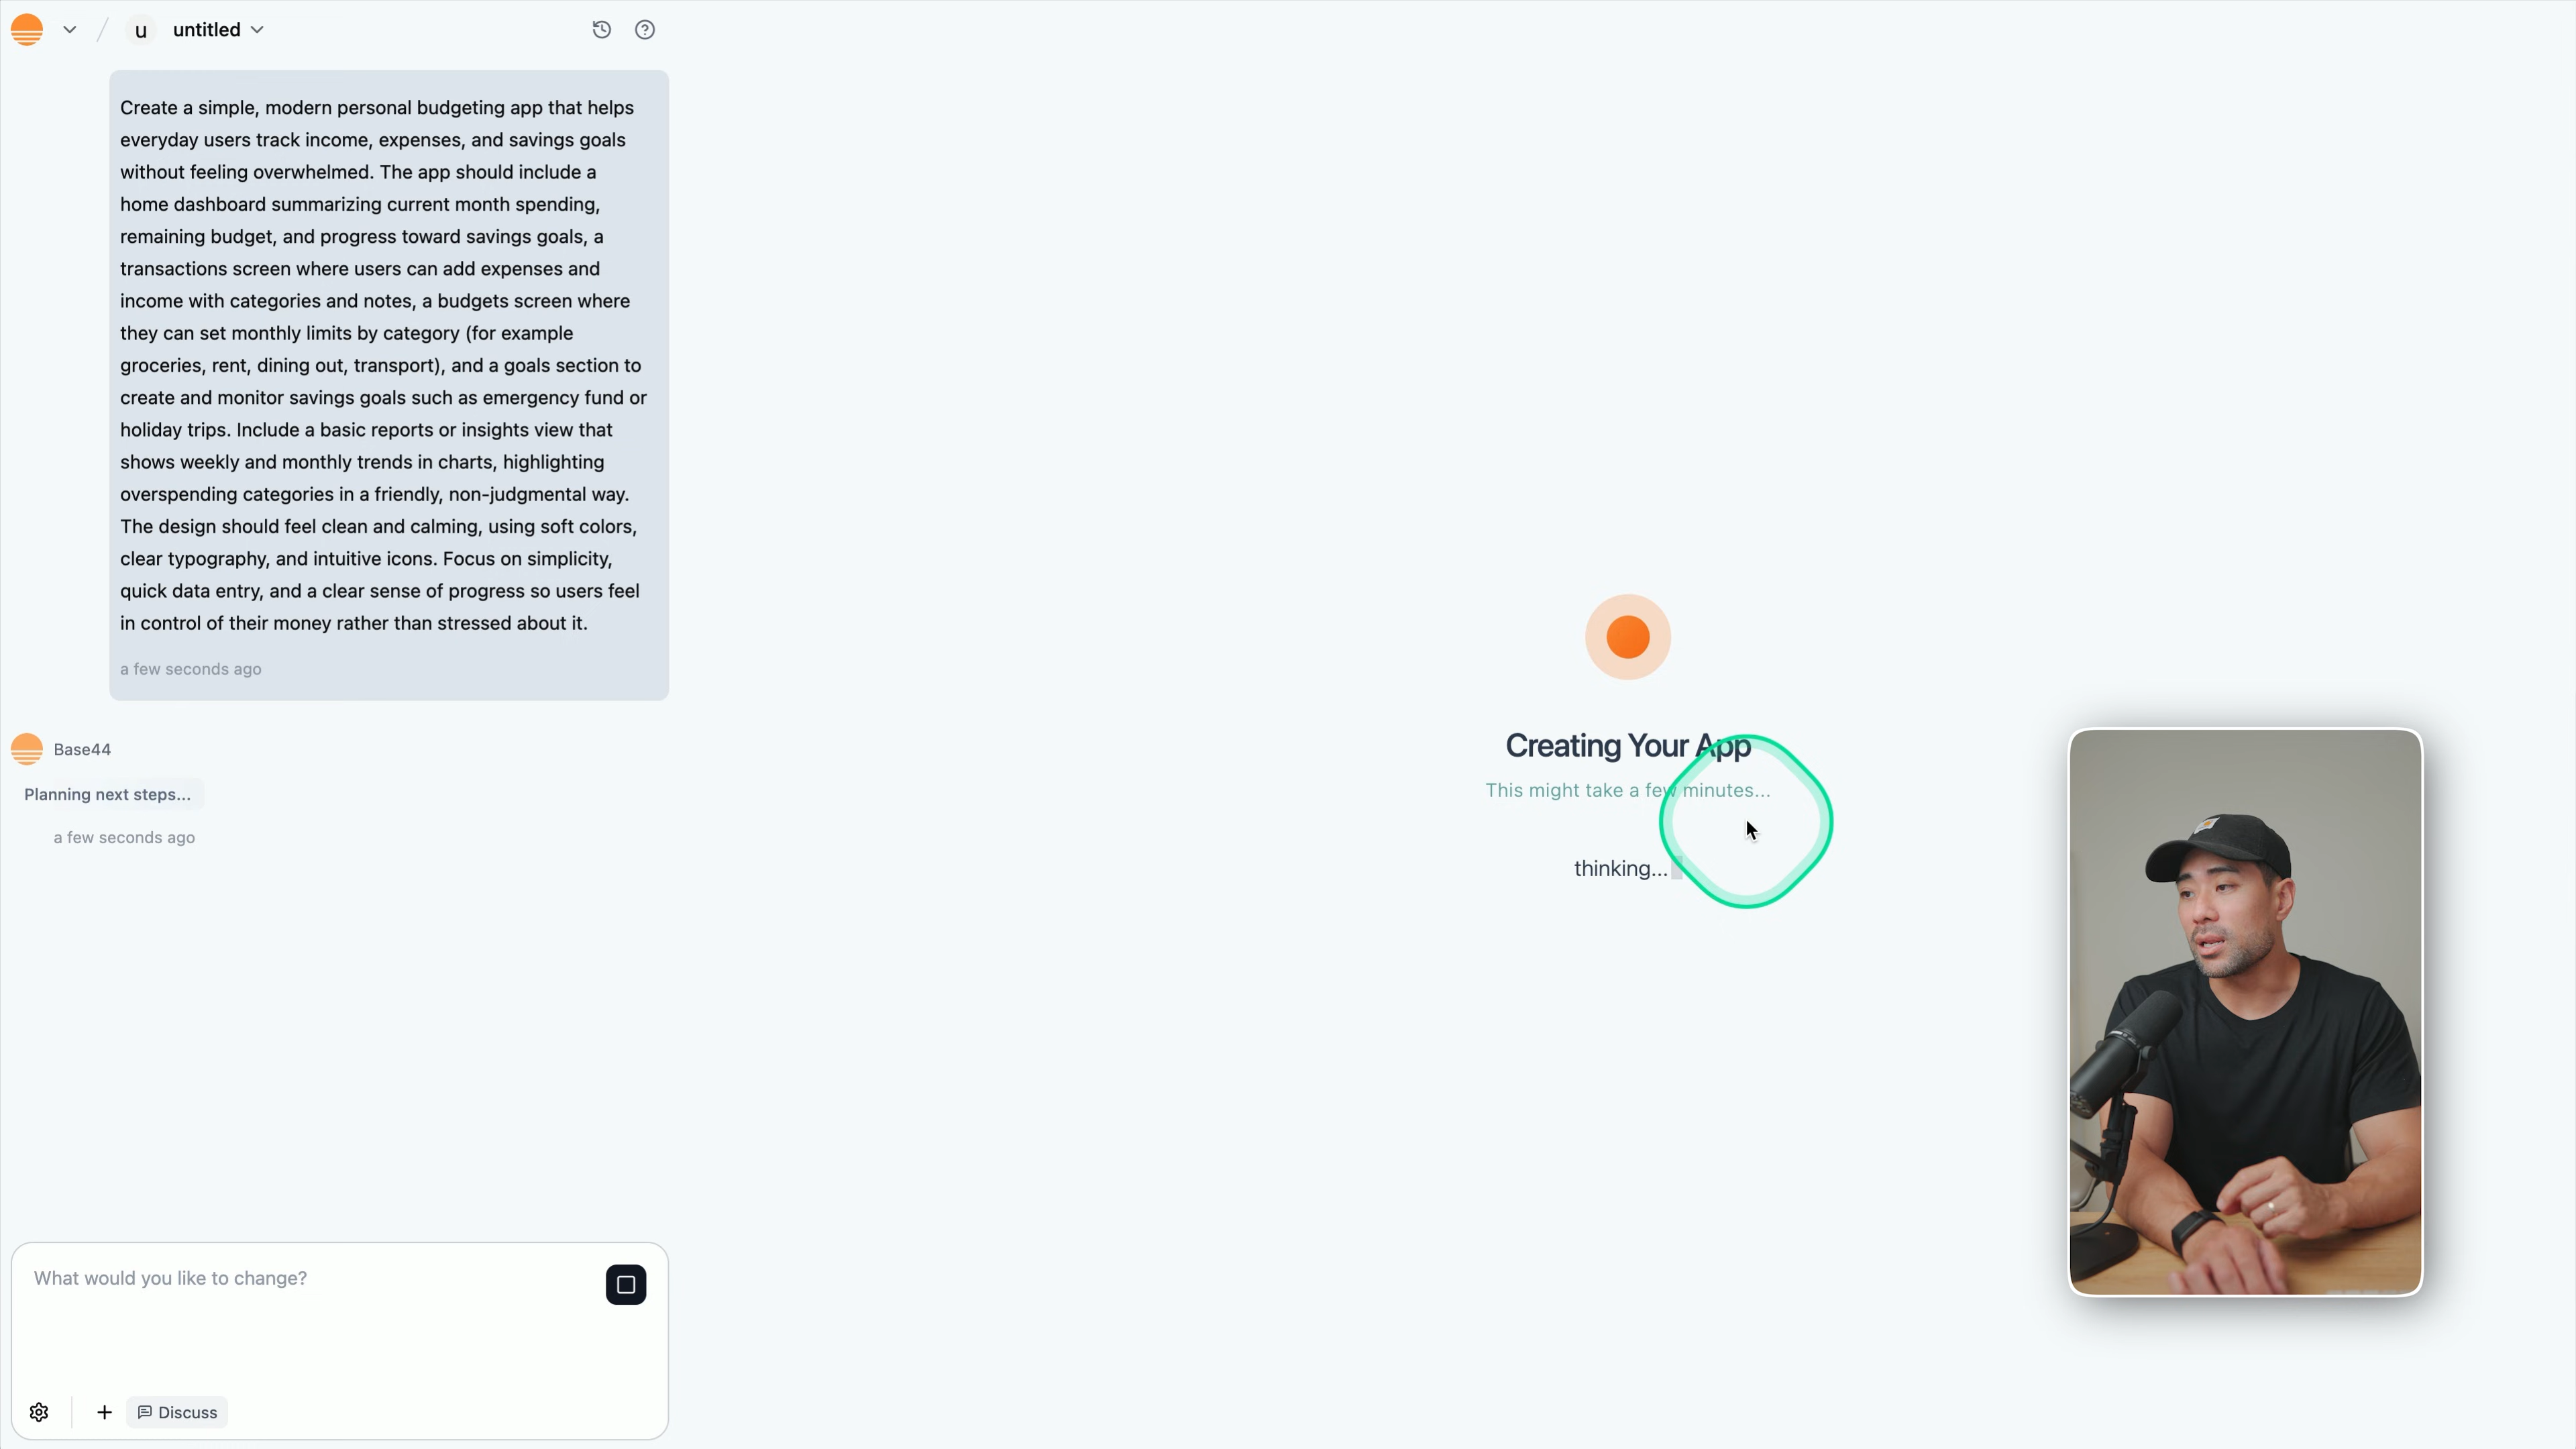 u untitled
Create a simple, modern personal budgeting app that helps
everyday users track income, expenses, and savings goals
without feeling overwhelmed. The app should include a
home dashboard summarizing current month spending,
remaining budget, and progress toward savings goals, a
transactions screen where users can add expenses and
income with categories and notes, a budgets screen where
they can set monthly limits by category (for example
groceries, rent, dining out, transport), and a goals section to
create and monitor savings goals such as emergency fund or
holiday trips. Include a basic reports or insights view that
shows weekly and monthly trends in charts, highlighting
overspending categories in a friendly, non-judgmental way.
The design should feel clean and calming, using soft colors,
clear typography, and intuitive icons. Focus on simplicity,
quick data entry, and a clear sense of progress so users feel
in control of their money rather than stressed about it.
a few seconds ago
Base44
Planning next steps...
a few seconds ago
What would you like to change?
Discuss
Creating Your App
This might take a few minutes...
thinking...